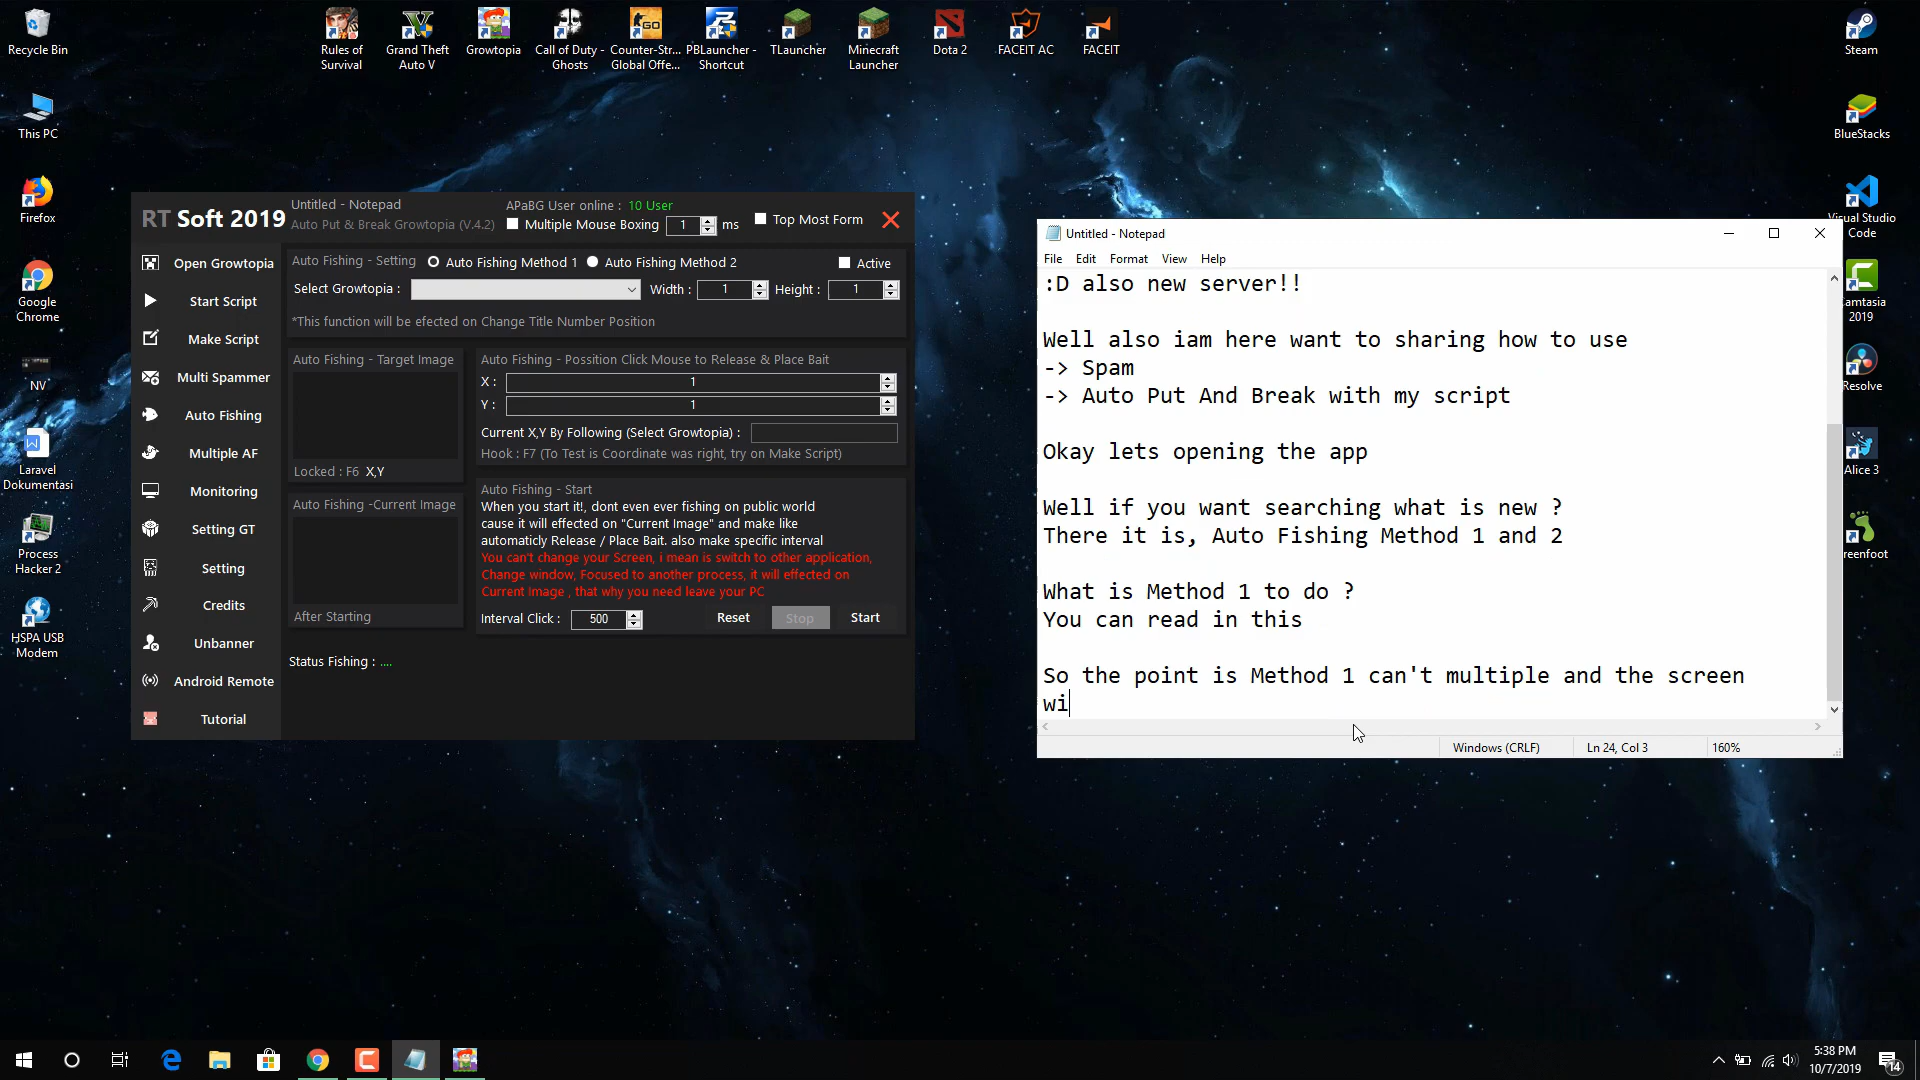 Recycle Bin
This PC
Firefox
Google
Chrome
NV
Laravel
Dokumentasi
Process
Hacker 2
HSPA USB
Modem
Rules of
Survival
Grand Theft
Auto V
Growtopia
Call of Duty -
Ghosts
Counter-Str...
Global Offe...
PBLauncher -
Shortcut
TLauncher
Minecraft
Launcher
Dota 2
FACEIT AC
FACEIT
Steam
BlueStacks
Visual Studio
Code
Camtasia
2019
Resolve
Alice 3
reenfoot
RT Soft 2019
Untitled - Notepad
Auto Put & Break Growtopia (V.4.2)
APaBG User online : 10 User
Multiple Mouse Boxing 1 ms
Top Most Form
Open Growtopia
Start Script
Make Script
Multi Spammer
Auto Fishing
Multiple AF
Monitoring
Setting GT
Setting
Credits
Unbanner
Android Remote
Tutorial
Auto Fishing - Setting Auto Fishing Method 1 Auto Fishing Method 2 Active
Select Growtopia : Width : 1 Height : 1
*This function will be efected on Change Title Number Position
Auto Fishing - Target Image
Locked : F6 X,Y
Auto Fishing -Current Image
After Starting
Auto Fishing - Possition Click Mouse to Release & Place Bait
X : 1
Y : 1
Current X,Y By Following (Select Growtopia) :
Hook : F7 (To Test is Coordinate was right, try on Make Script)
Auto Fishing - Start
When you start it!, dont even ever fishing on public world
cause it will effected on "Current Image" and make like
automaticly Release / Place Bait. also make specific interval
You can't change your Screen, i mean is switch to other application,
Change window, Focused to another process, it will effected on
Current Image , that why you need leave your PC
Interval Click : 500 Reset Stop Start
Status Fishing : ....
Untitled - Notepad
File Edit Format View Help
:D also new server!!
Well also iam here want to sharing how to use
-> Spam
-> Auto Put And Break with my script
Okay lets opening the app
Well if you want searching what is new ?
There it is, Auto Fishing Method 1 and 2
What is Method 1 to do ?
You can read in this
So the point is Method 1 can't multiple and the screen
wi
Windows (CRLF) Ln 24, Col 3 160%
5:38 PM
10/7/2019
14